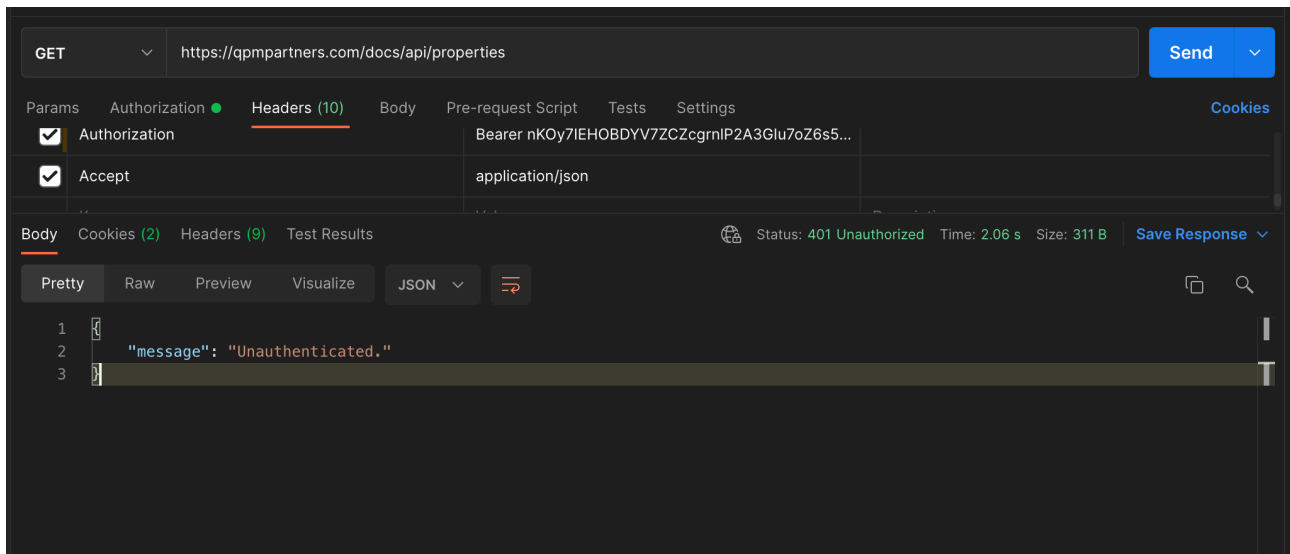 GET https://qpmpartners.com/docs/api/properties Send
Params Authorization Headers (10) Body Pre-request Script Tests Settings Cookies
Authorization Bearer nKOy7IEHOBDYV7ZCZcgrnIP2A3GIu7oZ6s5...
Accept application/json
Body Cookies (2) Headers (9) Test Results Status: 401 Unauthorized Time: 2.06 s Size: 311 B Save Response
Pretty Raw Preview Visualize JSON
1 {
2 "message": "Unauthenticated."
3 }